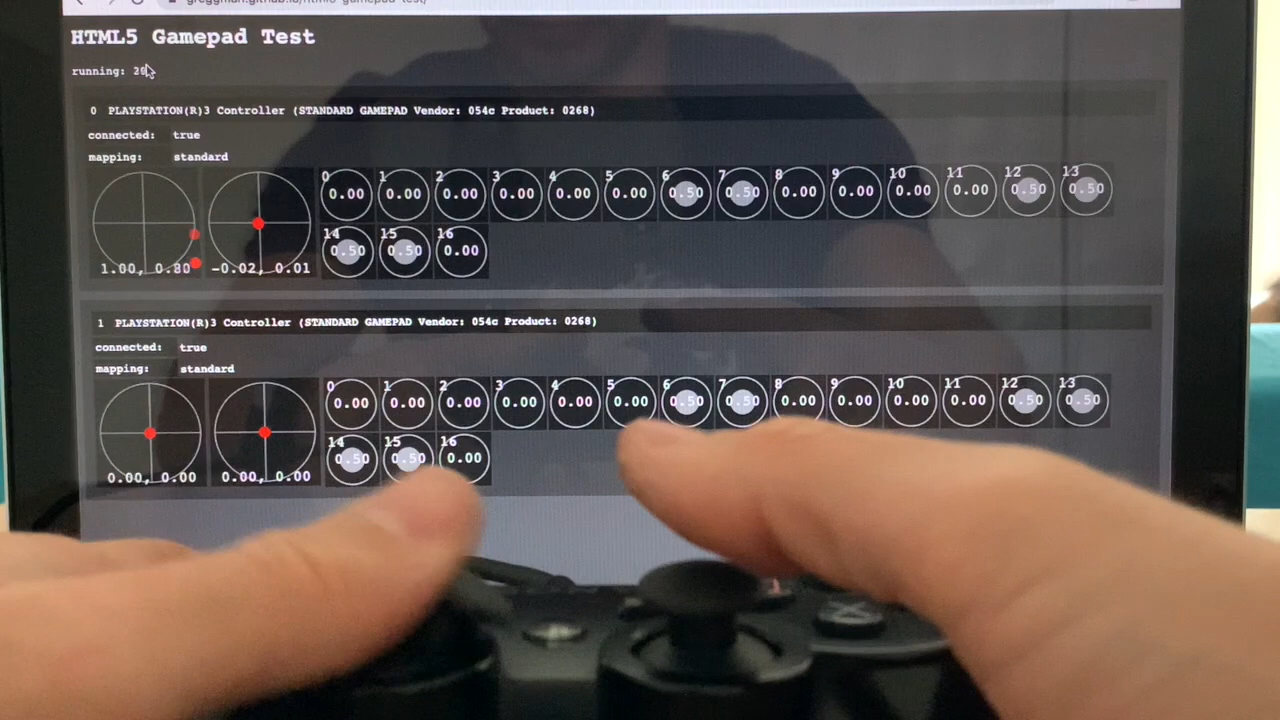 HTML5 Gamepad Test
running: 20
0 PLAYSTATION(R)3 Controller (STANDARD GAMEPAD Vendor: 054c Product: 0268)
connected: true
mapping: standard
0 1 2 3 4 5 6 7 8 9 10 11 12 13
0.00 0.00 0.00 0.00 0.00 0.00 0.50 0.50 0.00 0.00 0.00 0.00 0.50 0.50
14 15 16
0.50 0.50 0.00
1.00, 0.80 -0.02, 0.01
1 PLAYSTATION(R)3 Controller (STANDARD GAMEPAD Vendor: 054c Product: 0268)
connected: true
mapping: standard
0 1 2 3 4 5 6 7 8 9 10 11 12 13
0.00 0.00 0.00 0.00 0.00 0.00 0.50 0.50 0.00 0.00 0.00 0.00 0.50 0.50
14 15 16
0.50 0.50 0.00
0.00, 0.00 0.00, 0.00